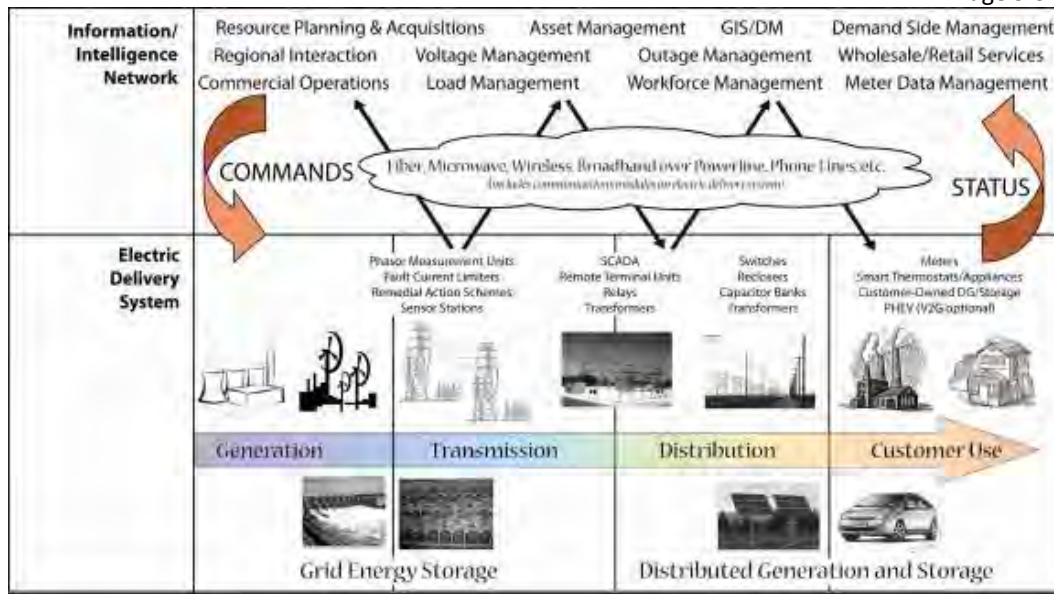 Information/
Intelligence
Network
Resource Planning & Acquisitions
Asset Management
GIS/DM
Demand Side Management
Regional Interaction
Voltage Management
Outage Management
Wholesale/Retail Services
Commercial Operations
Load Management
Workforce Management
Meter Data Management
COMMANDS
Fiber, Microwave, Wireless, Broadband over Powerline, Phone Lines, etc.
STATUS
Electric
Delivery
System
Phasor Measurement Units
Fault Current Limiters
Remedial Action Schemes
Sensor Stations
SCADA
Remote Terminal Units
Relays
Transformers
Switches
Reclosers
Capacitor Banks
Transformers
Meters
Smart Thermostats/Appliances
Customer-Owned DG/Storage
PHEV (V2G optional)
Generation
Transmission
Distribution
Customer Use
Grid Energy Storage
Distributed Generation and Storage